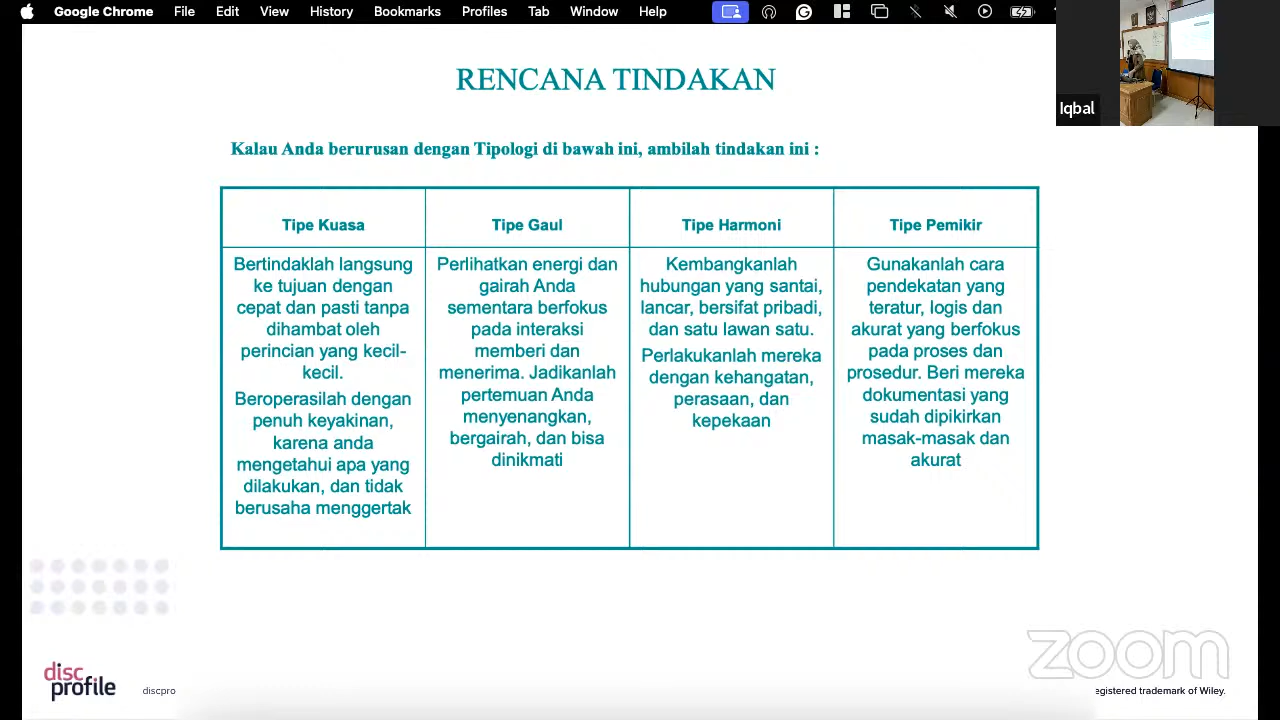 Google Chrome File Edit View History Bookmarks Profiles Tab Window Help
Iqbal
RENCANA TINDAKAN
Kalau Anda berurusan dengan Tipologi di bawah ini, ambilah tindakan ini :
Tipe Kuasa
Bertindaklah langsung
ke tujuan dengan
cepat dan pasti tanpa
dihambat oleh
perincian yang kecil-
kecil.
Beroperasilah dengan
penuh keyakinan,
karena anda
mengetahui apa yang
dilakukan, dan tidak
berusaha menggertak
Tipe Gaul
Perlihatkan energi dan
gairah Anda
sementara berfokus
pada interaksi
memberi dan
menerima. Jadikanlah
pertemuan Anda
menyenangkan,
bergairah, dan bisa
dinikmati
Tipe Harmoni
Kembangkanlah
hubungan yang santai,
lancar, bersifat pribadi,
dan satu lawan satu.
Perlakukanlah mereka
dengan kehangatan,
perasaan, dan
kepekaan
Tipe Pemikir
Gunakanlah cara
pendekatan yang
teratur, logis dan
akurat yang berfokus
pada proses dan
prosedur. Beri mereka
dokumentasi yang
sudah dipikirkan
masak-masak dan
akurat
disc
profile
discpro
zoom
egistered trademark of Wiley.